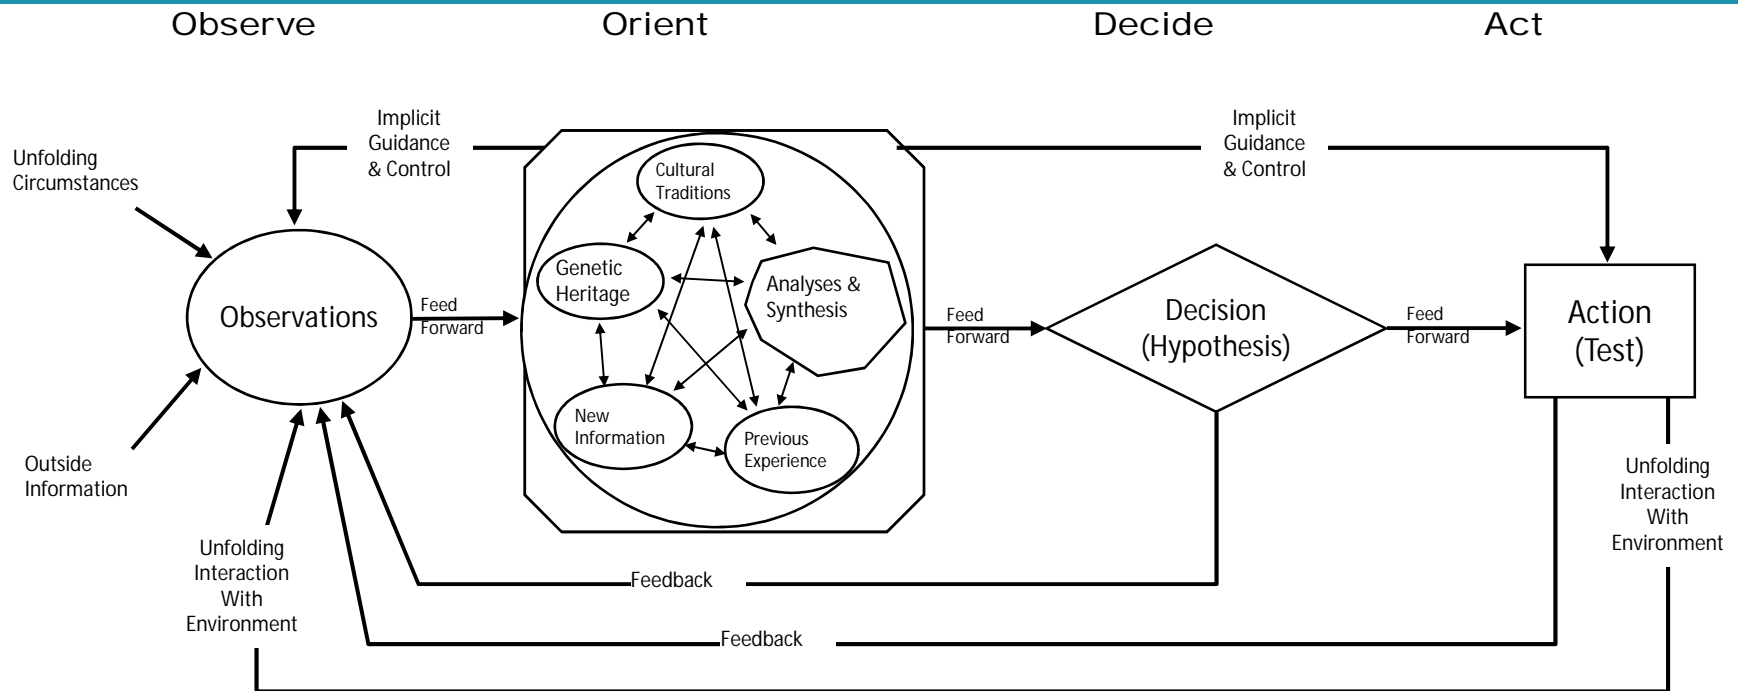 Observe
Orient
Decide
Act
Implicit
Guidance
& Control
Implicit
Guidance
& Control
Unfolding
Circumstances
Cultural
Traditions
Genetic
Heritage
Analyses &
Synthesis
Observations
Feed
Forward
Feed
Forward
Decision
(Hypothesis)
Feed
Forward
Action
(Test)
New
Information
Previous
Experience
Outside
Information
Unfolding
Interaction
With
Environment
Unfolding
Interaction
With
Environment
Feedback
Feedback